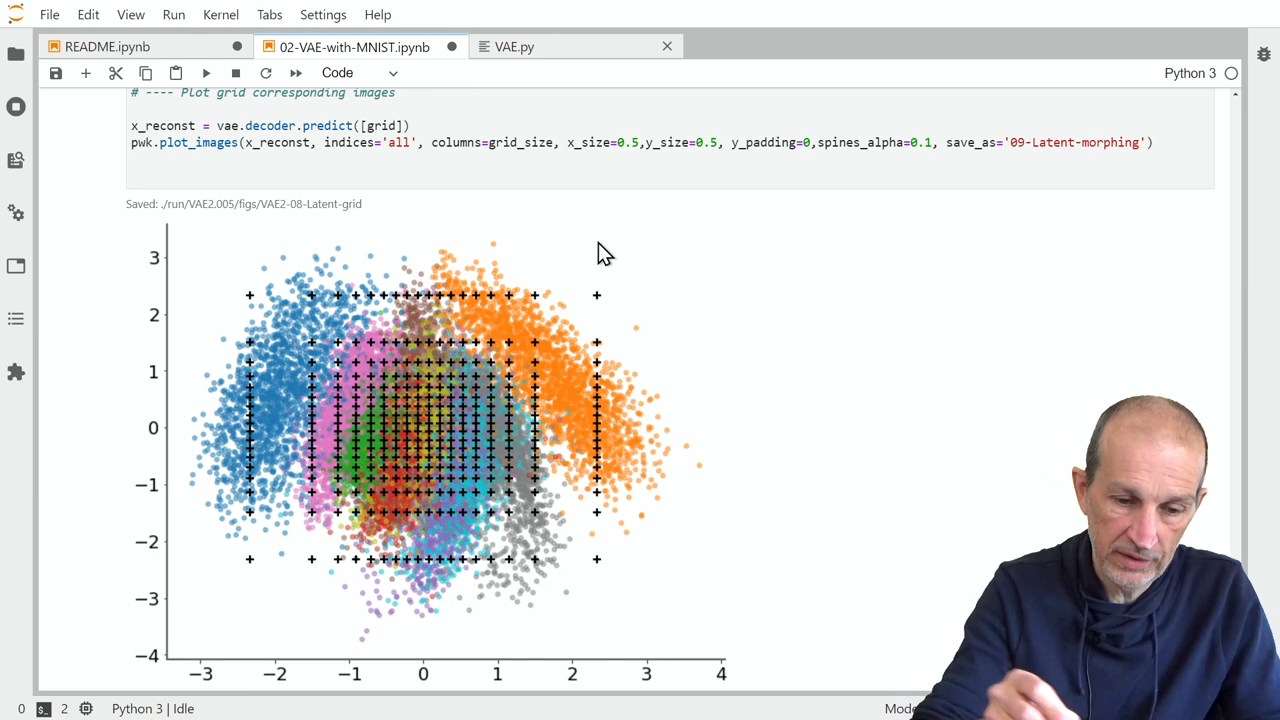 File Edit View Run Kernel Tabs Settings Help
README.ipynb 02-VAE-with-MNIST.ipynb VAE.py
Code Python 3
# ---- Plot grid corresponding images
x_reconst = vae.decoder.predict([grid])
pwk.plot_images(x_reconst, indices='all', columns=grid_size, x_size=0.5,y_size=0.5, y_padding=0,spines_alpha=0.1, save_as='09-Latent-morphing')
Saved: ./run/VAE2.005/figs/VAE2-08-Latent-grid
3
2
1
0
−1
−2
−3
−4
−3 −2 −1 0 1 2 3 4
0 $_ 2 Python 3 | Idle Mode